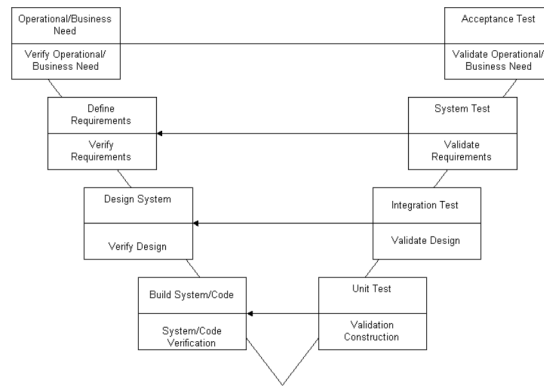 Operational/Business
Need
Verify Operational/
Business Need
Acceptance Test
Validate Operational/
Business Need
Define
Requirements
Verify
Requirements
System Test
Validate
Requirements
Design System
Verify Design
Integration Test
Validate Design
Build System/Code
System/Code
Verification
Unit Test
Validation
Construction